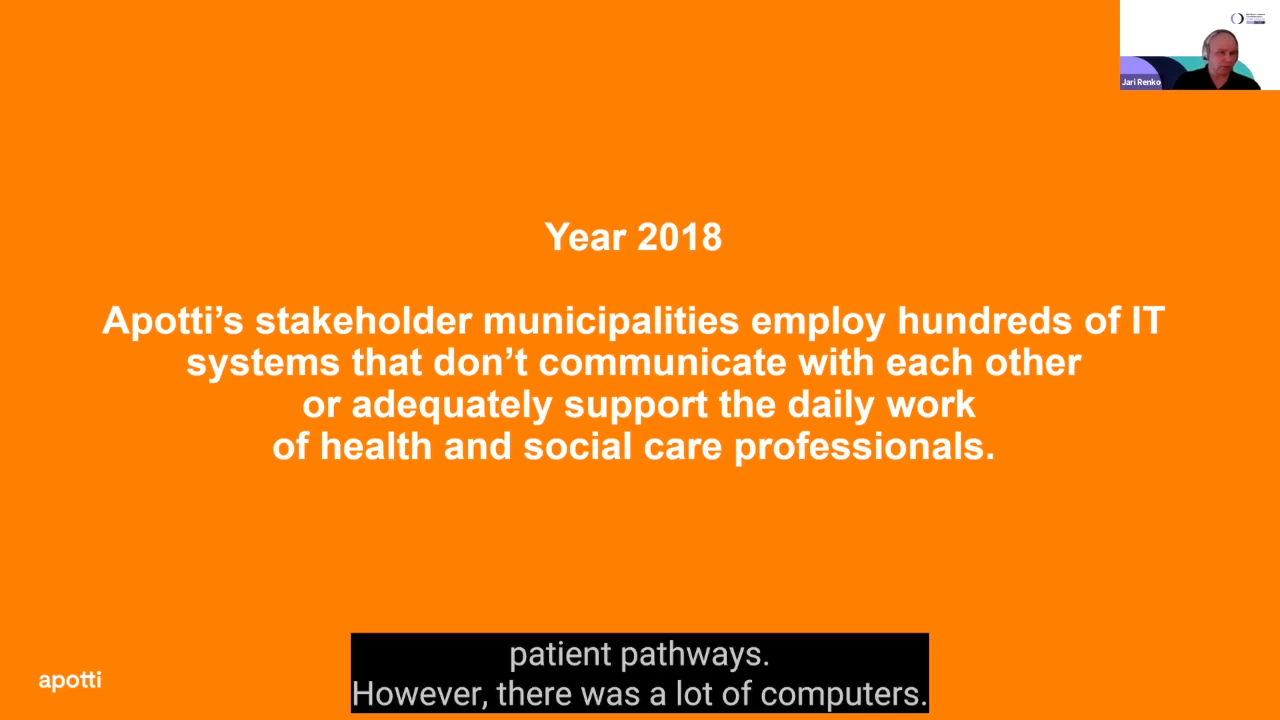 Jari Renko
Year 2018
Apotti’s stakeholder municipalities employ hundreds of IT
systems that don’t communicate with each other
or adequately support the daily work
of health and social care professionals.
patient pathways.
However, there was a lot of computers.
apotti